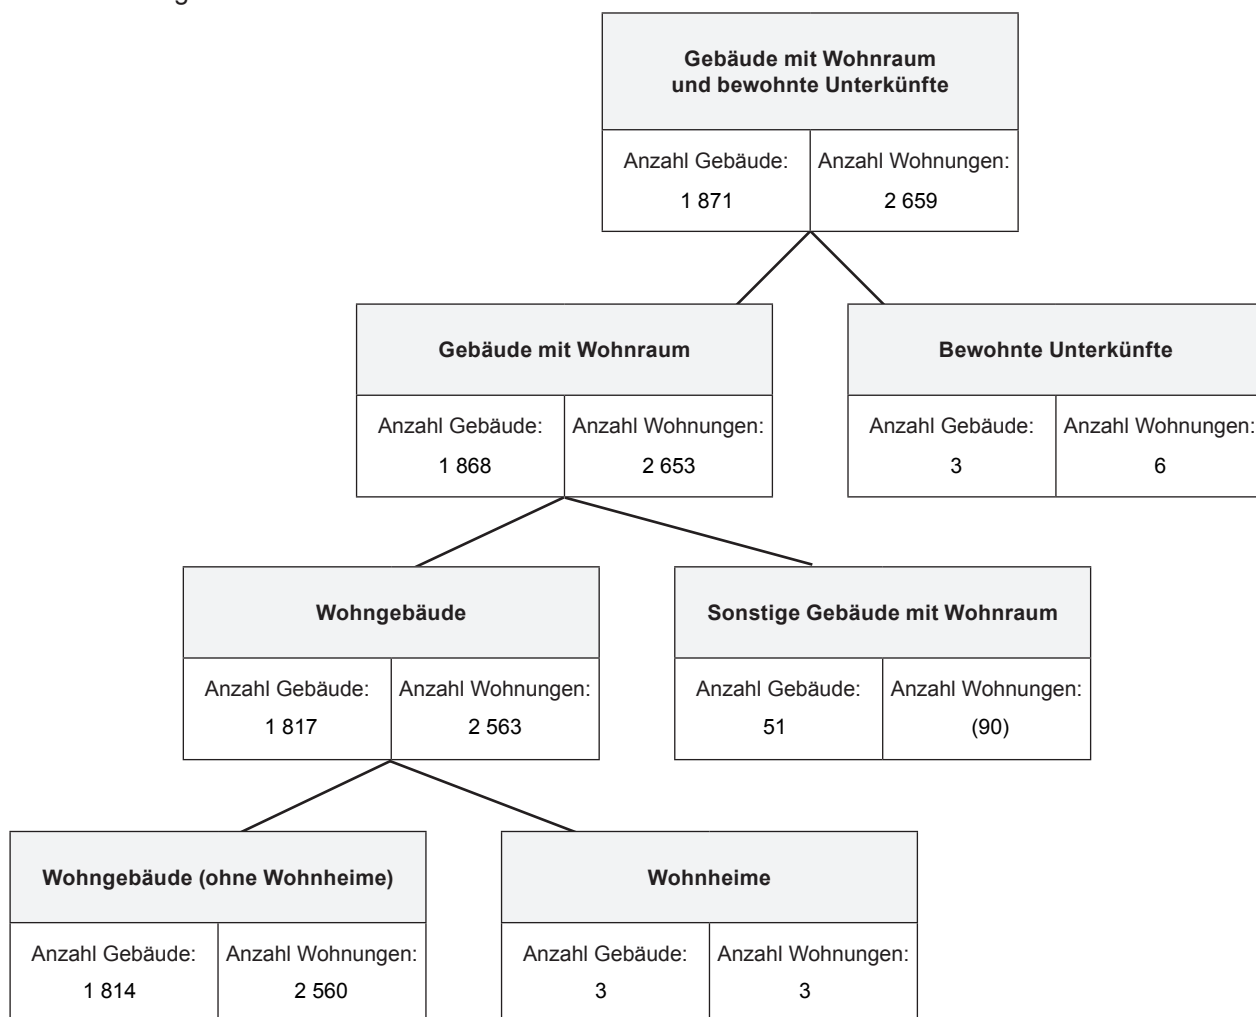 Gebäude mit Wohnraum
und bewohnte Unterkünfte
Anzahl Gebäude:
Anzahl Wohnungen:
1 871
2 659
Gebäude mit Wohnraum
Anzahl Gebäude:
Anzahl Wohnungen:
1 868
2 653
Bewohnte Unterkünfte
Anzahl Gebäude:
Anzahl Wohnungen:
3
6
Wohngebäude
Anzahl Gebäude:
Anzahl Wohnungen:
1 817
2 563
Sonstige Gebäude mit Wohnraum
Anzahl Gebäude:
Anzahl Wohnungen:
51
(90)
Wohngebäude (ohne Wohnheime)
Anzahl Gebäude:
Anzahl Wohnungen:
1 814
2 560
Wohnheime
Anzahl Gebäude:
Anzahl Wohnungen:
3
3